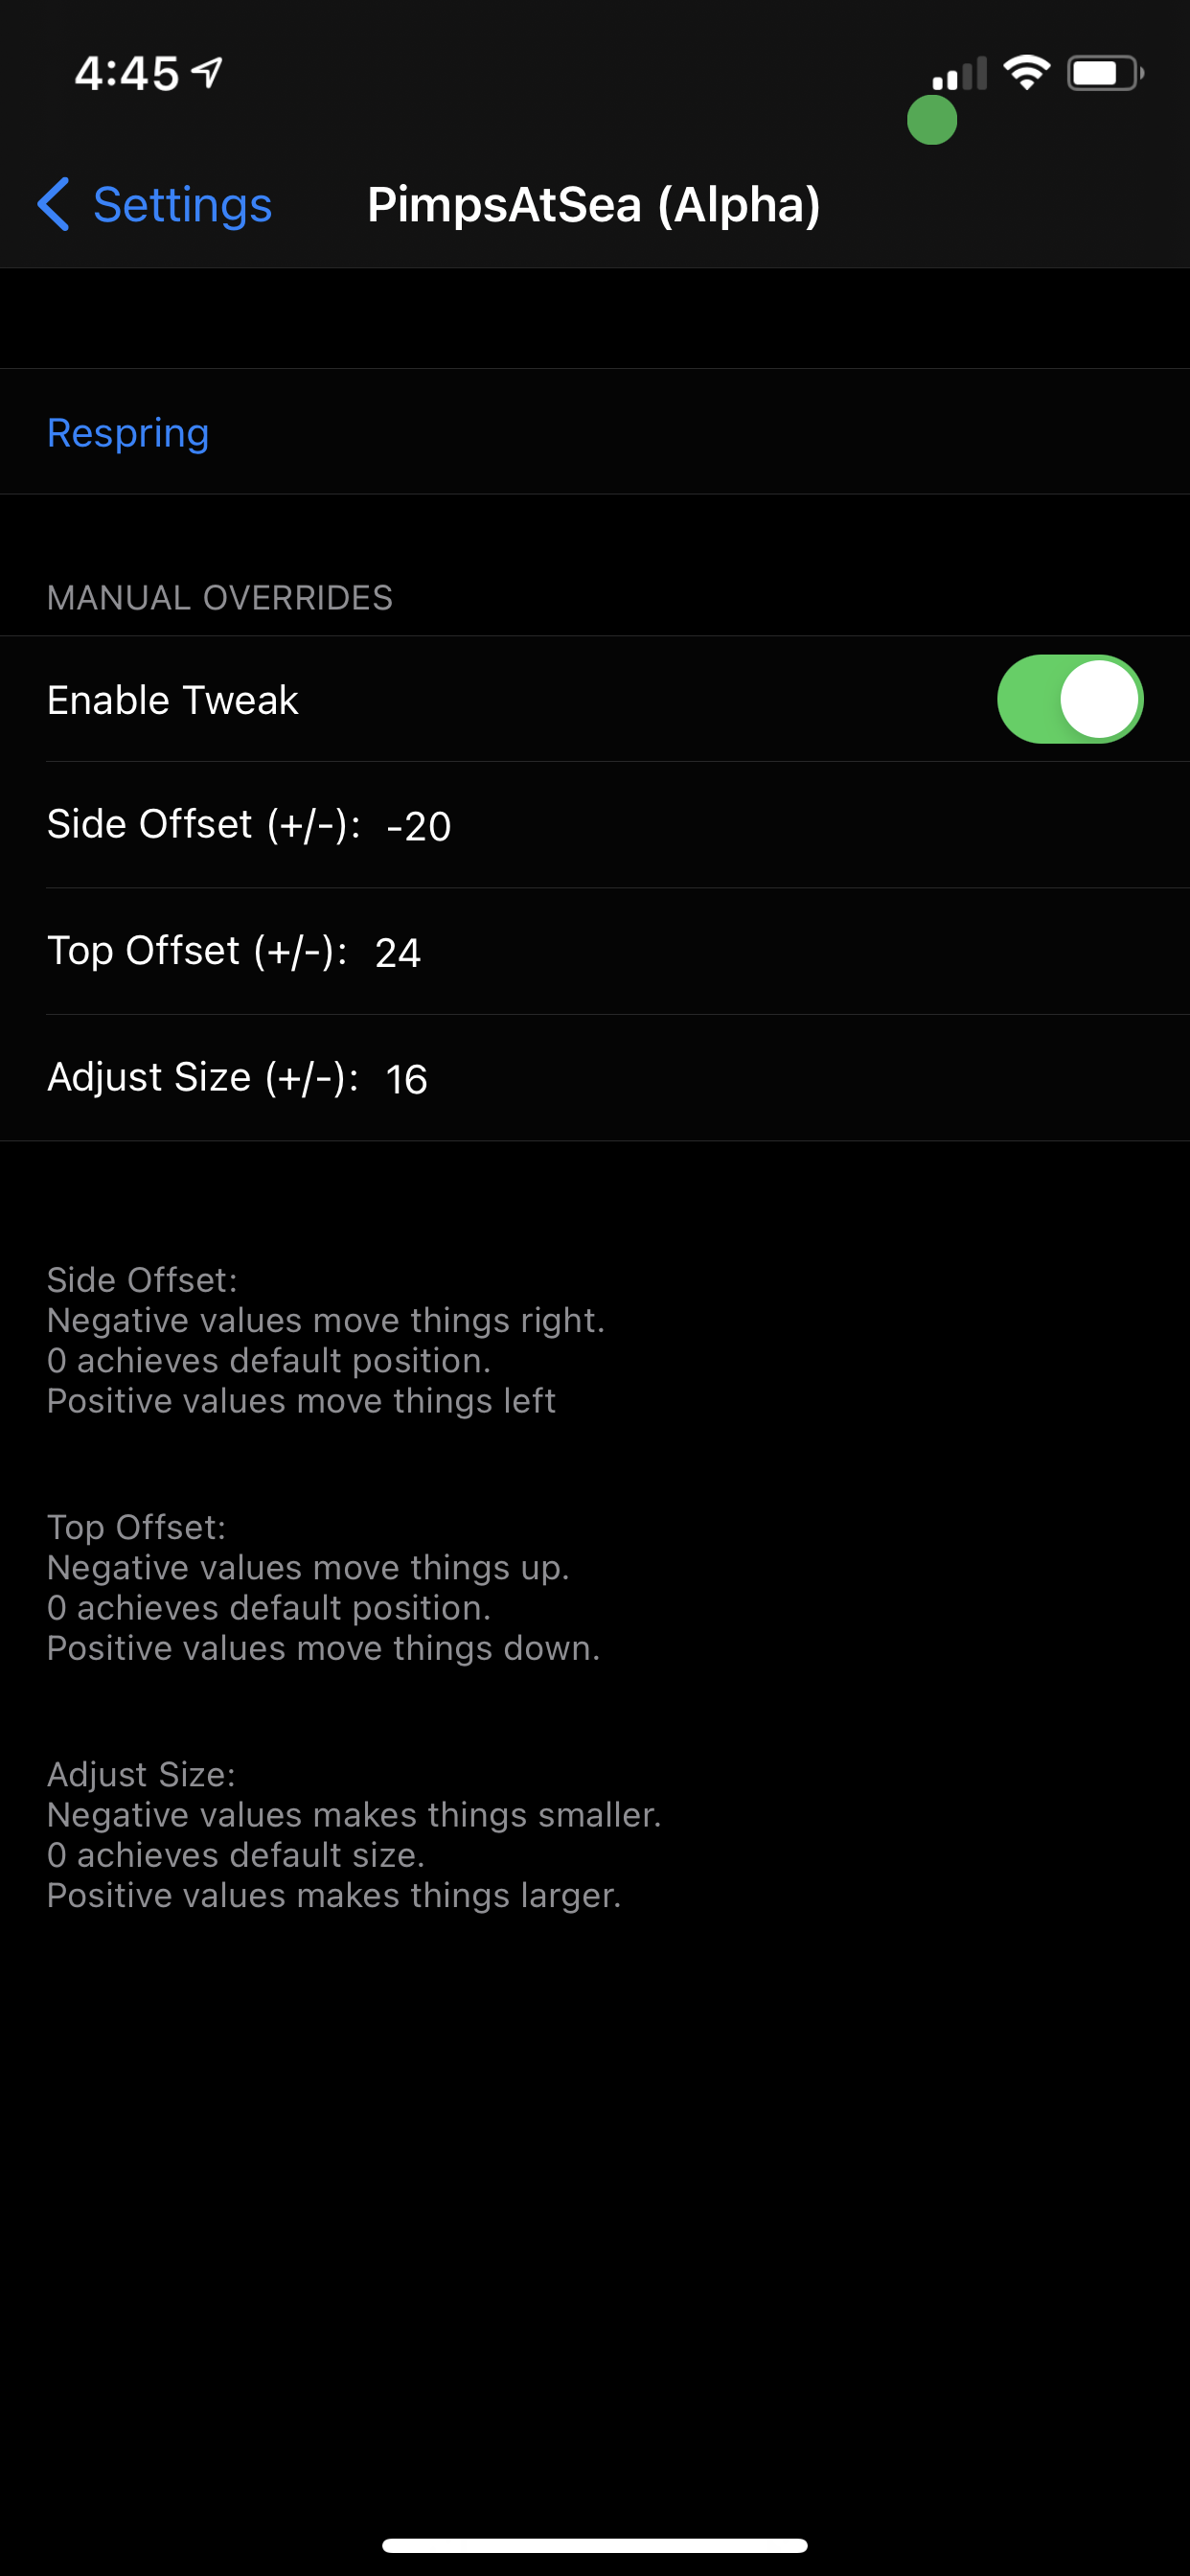 4:45
Settings
PimpsAtSea (Alpha)
Respring
MANUAL OVERRIDES
Enable Tweak
Side Offset (+/-): -20
Top Offset (+/-): 24
Adjust Size (+/-): 16
Side Offset:
Negative values move things right.
0 achieves default position.
Positive values move things left
Top Offset:
Negative values move things up.
0 achieves default position.
Positive values move things down.
Adjust Size:
Negative values makes things smaller.
0 achieves default size.
Positive values makes things larger.